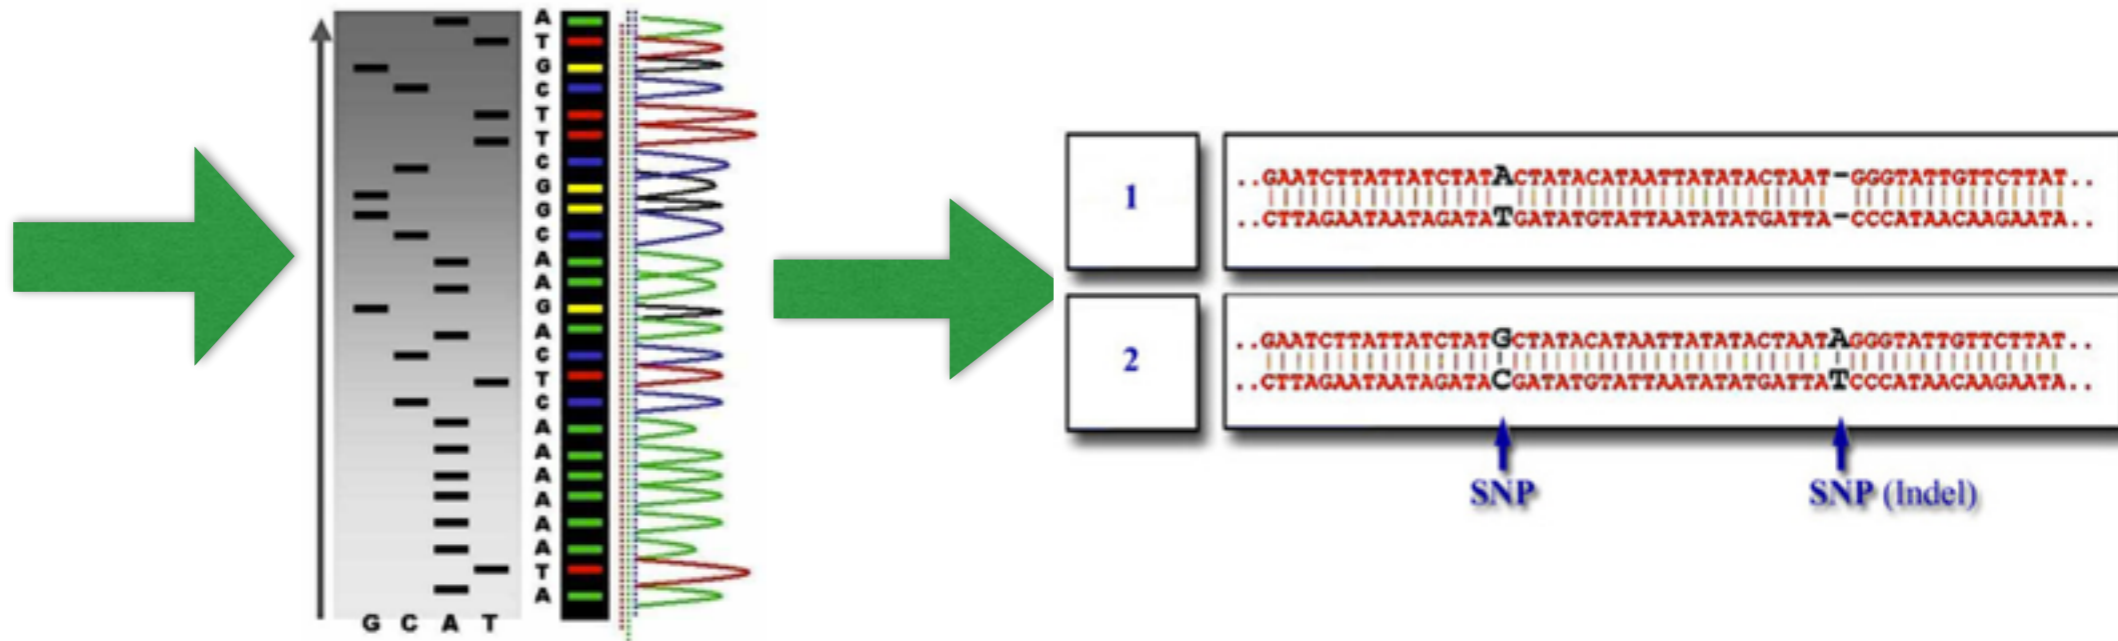 A
T
G
C
T
T
C
G
G
C
A
A
G
A
C
T
C
A
A
A
A
A
A
T
A
G C A T
1
..GAATCTTATTATCTATACTATACATAATTATATACTAAT-GGGTATTGTTCTTAT..
..CTTAGAATAATAGATATGATATGTATTAATATATGATTA-CCCATAACAAGAATA..
2
..GAATCTTATTATCTATGCTATACATAATTATATACTAATAGGGTATTGTTCTTAT..
..CTTAGAATAATAGATACGATATGTATTAATATATGATTATCCCATAACAAGAATA..
SNP
SNP (Indel)